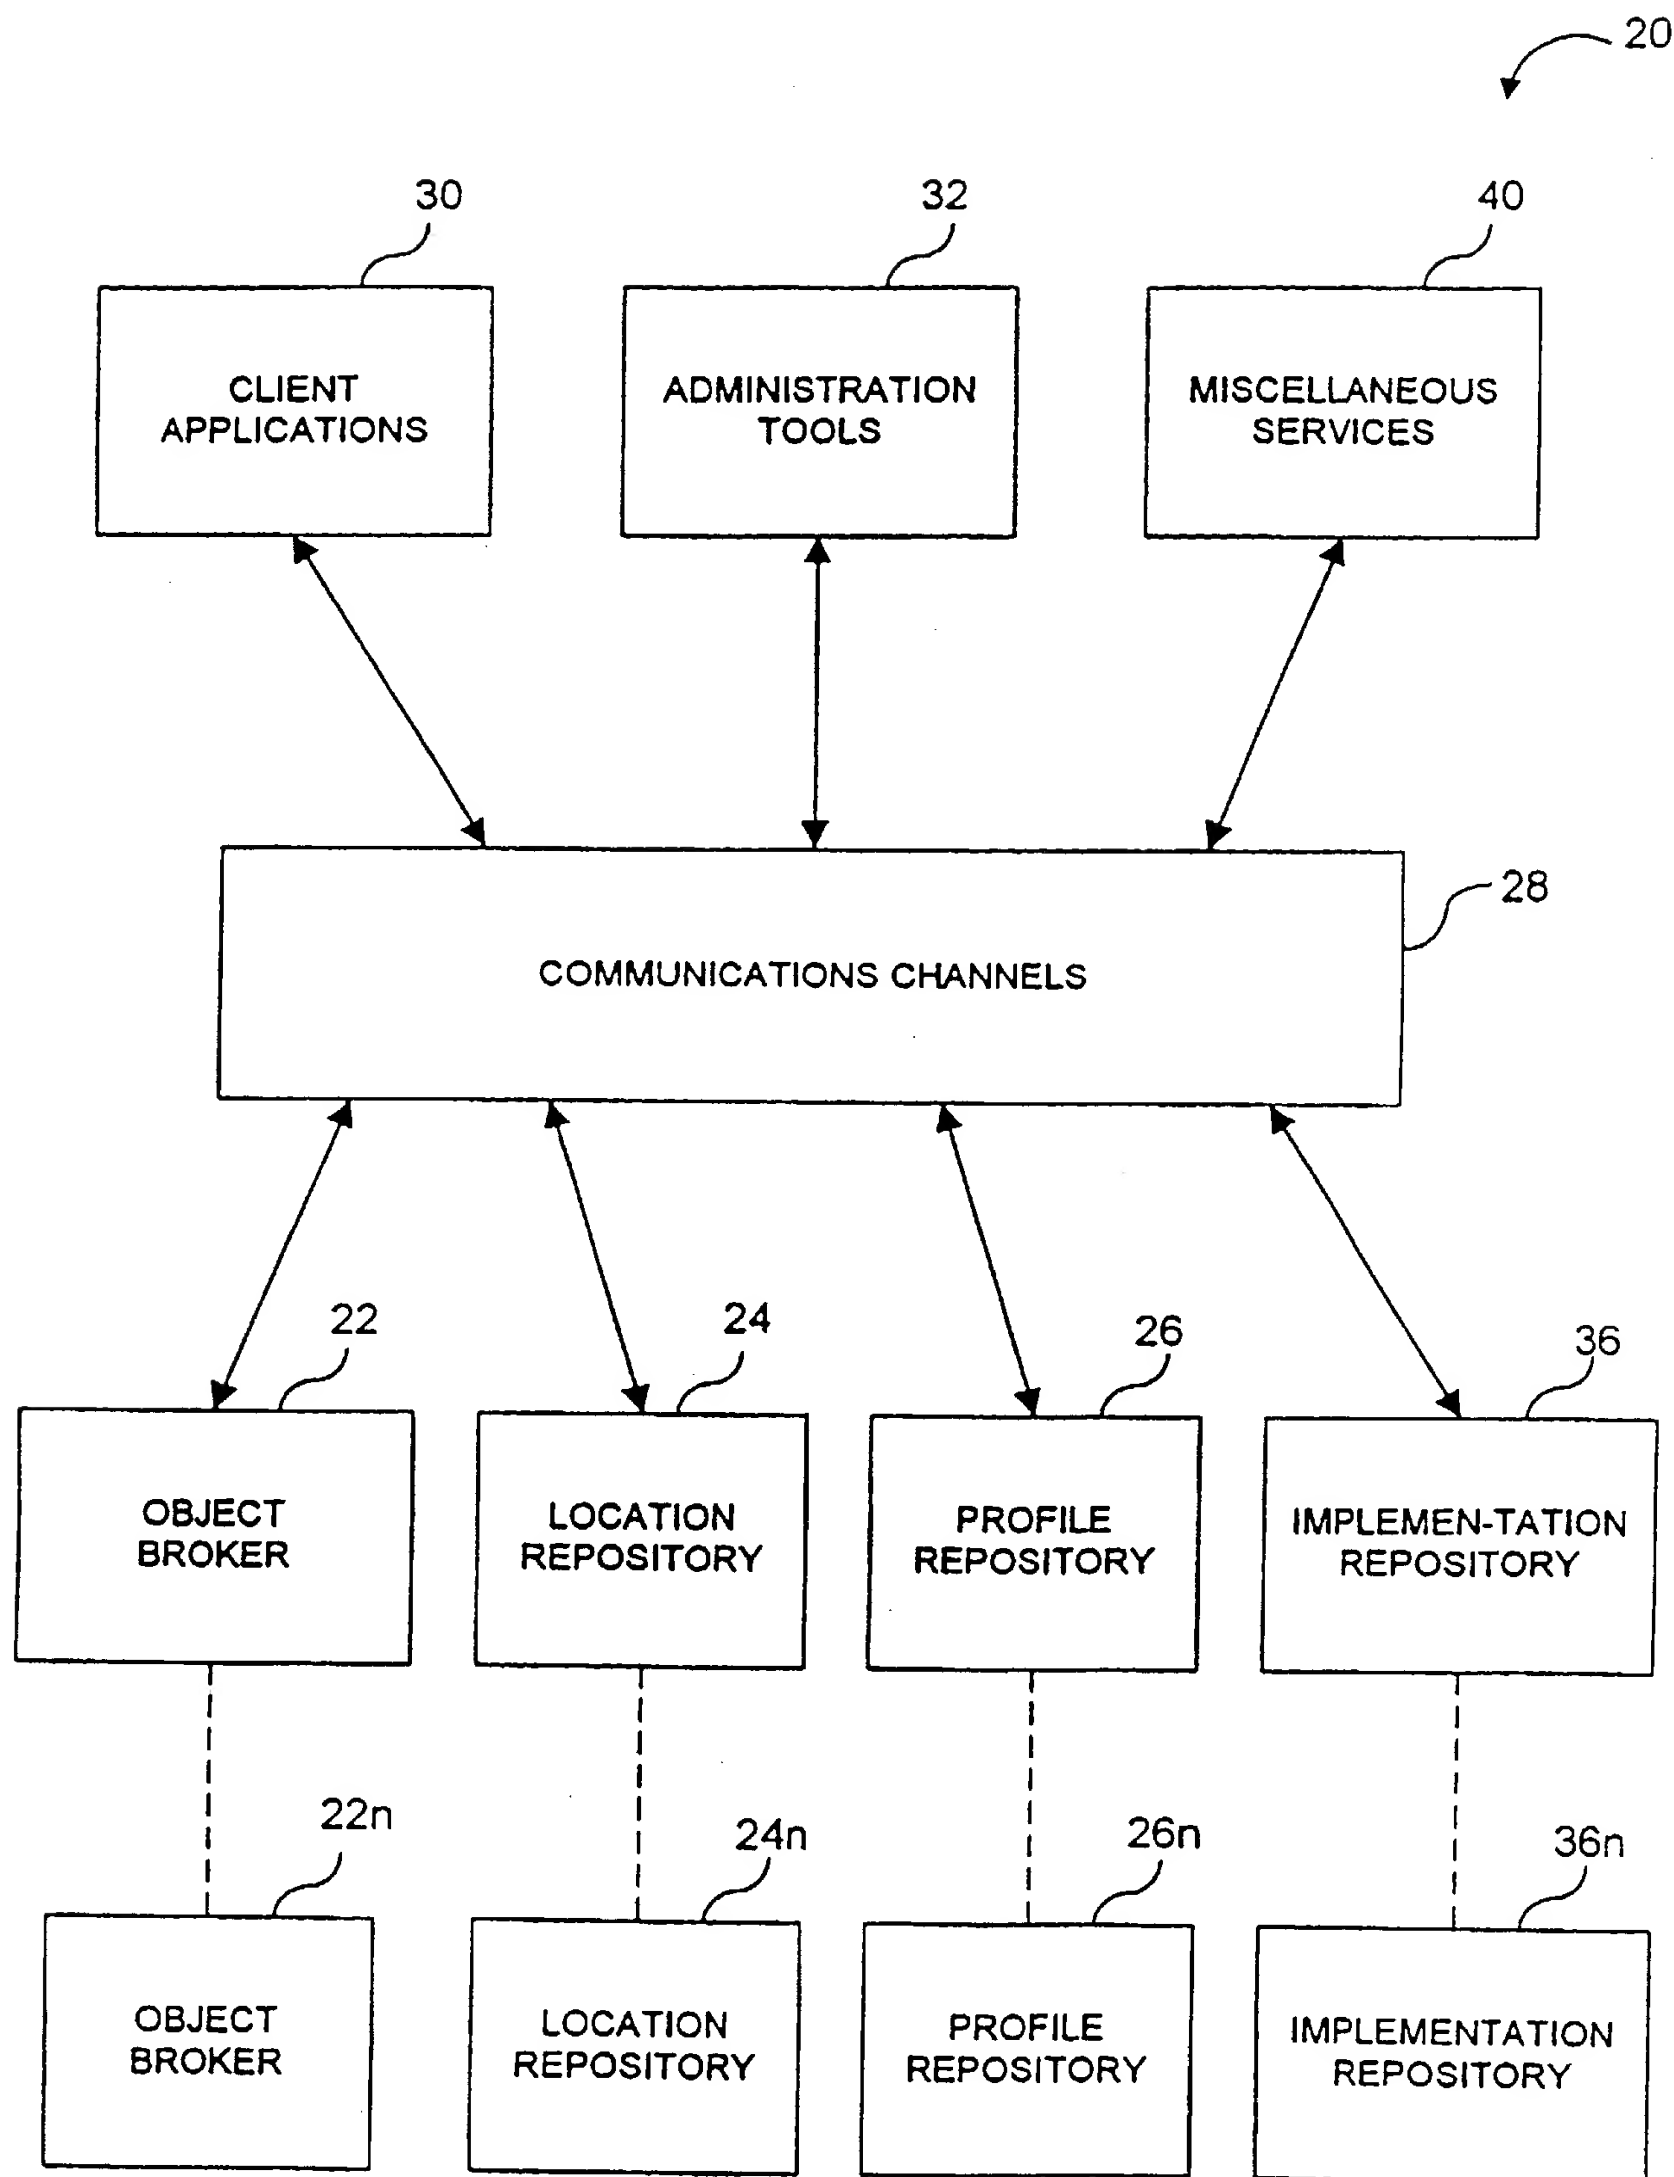 20
30
32
40
CLIENT
APPLICATIONS
ADMINISTRATION
TOOLS
MISCELLANEOUS
SERVICES
28
COMMUNICATIONS CHANNELS
22
24
26
36
OBJECT
BROKER
LOCATION
REPOSITORY
PROFILE
REPOSITORY
IMPLEMEN-TATION
REPOSITORY
22n
24n
26n
36n
OBJECT
BROKER
LOCATION
REPOSITORY
PROFILE
REPOSITORY
IMPLEMENTATION
REPOSITORY